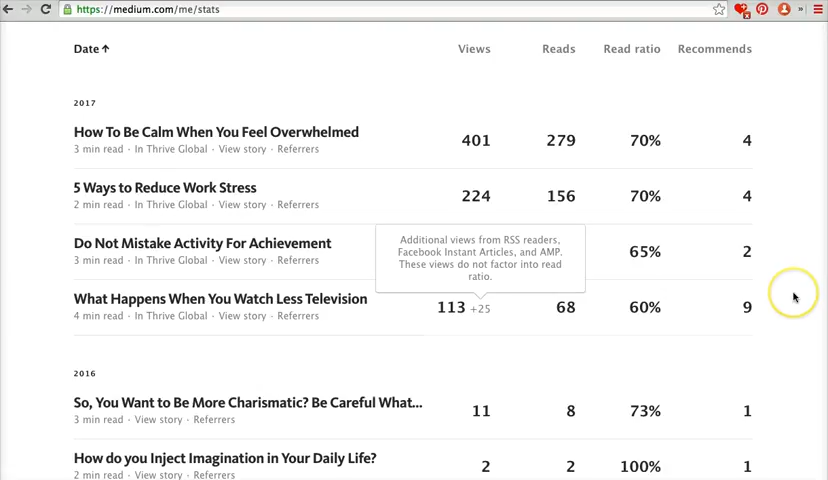 https://medium.com/me/stats
Date ↑ Views Reads Read ratio Recommends
2017
How To Be Calm When You Feel Overwhelmed 401 279 70% 4
3 min read · In Thrive Global · View story · Referrers
5 Ways to Reduce Work Stress 224 156 70% 4
2 min read · In Thrive Global · View story · Referrers
Do Not Mistake Activity For Achievement 65% 2
3 min read · In Thrive Global · View story · Referrers
Additional views from RSS readers,
Facebook Instant Articles, and AMP.
These views do not factor into read
ratio.
What Happens When You Watch Less Television 113 +25 68 60% 9
4 min read · In Thrive Global · View story · Referrers
2016
So, You Want to Be More Charismatic? Be Careful What... 11 8 73% 1
3 min read · View story · Referrers
How do you Inject Imagination in Your Daily Life? 2 2 100% 1
2 min read · View story · Referrers